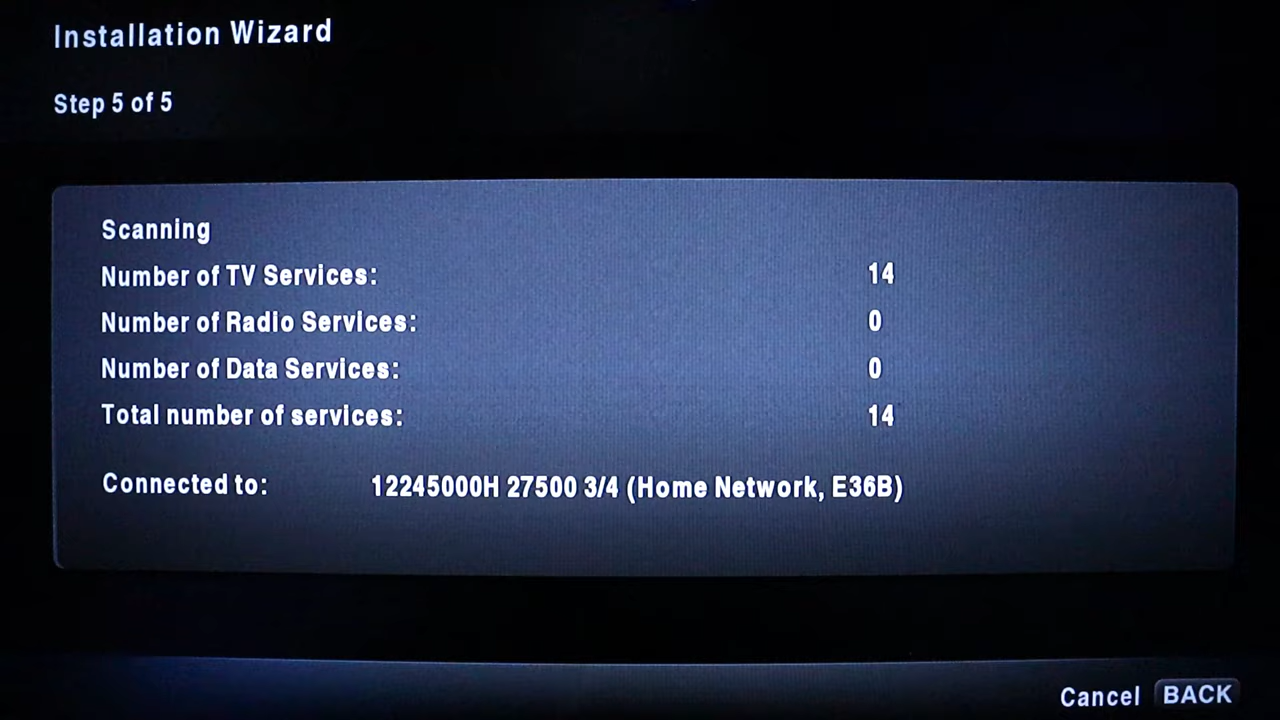 Installation Wizard
Step 5 of 5
Scanning
Number of TV Services: 14
Number of Radio Services: 0
Number of Data Services: 0
Total number of services: 14
Connected to: 12245000H 27500 3/4 (Home Network, E36B)
Cancel BACK